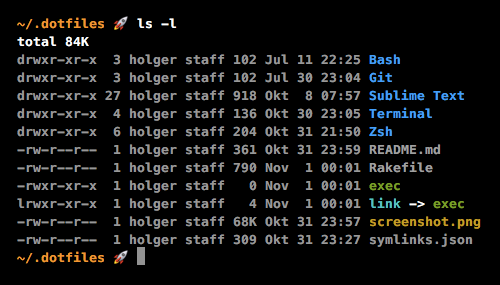 ~/.dotfiles 🚀 ls -l
total 84K
drwxr-xr-x  3 holger staff 102 Jul 11 22:25 Bash
drwxr-xr-x  3 holger staff 102 Jul 30 23:04 Git
drwxr-xr-x 27 holger staff 918 Okt  8 07:57 Sublime Text
drwxr-xr-x  4 holger staff 136 Okt 30 23:05 Terminal
drwxr-xr-x  6 holger staff 204 Okt 31 21:50 Zsh
-rw-r--r--  1 holger staff 361 Okt 31 23:59 README.md
-rw-r--r--  1 holger staff 790 Nov  1 00:01 Rakefile
-rwxr-xr-x  1 holger staff   0 Nov  1 00:01 exec
lrwxr-xr-x  1 holger staff   4 Nov  1 00:01 link -> exec
-rw-r--r--  1 holger staff 68K Okt 31 23:57 screenshot.png
-rw-r--r--  1 holger staff 309 Okt 31 23:27 symlinks.json
~/.dotfiles 🚀